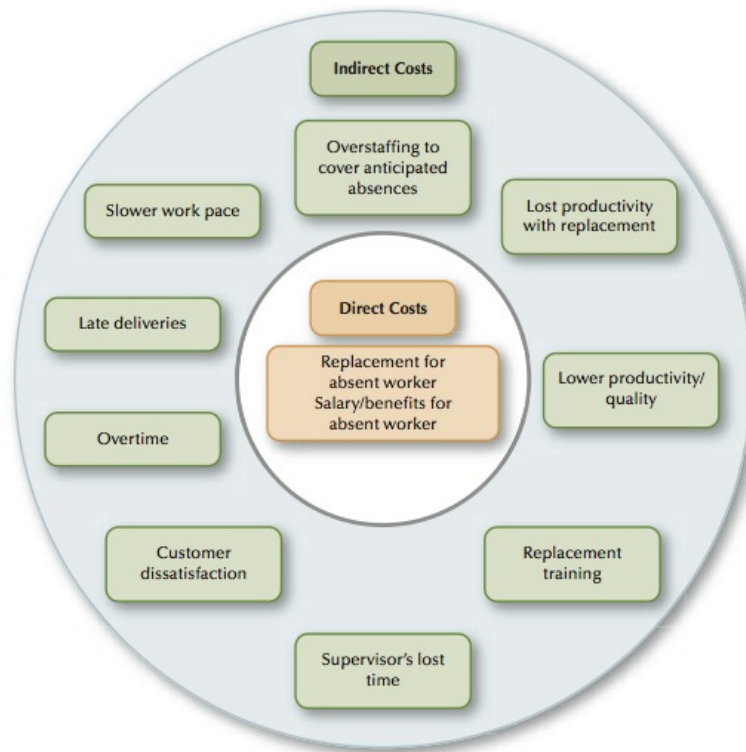 Indirect Costs
Overstaffing to
cover anticipated
absences
Slower work pace
Lost productivity
with replacement
Direct Costs
Late deliveries
Replacement for
absent worker
Salary/benefits for
absent worker
Lower productivity/
quality
Overtime
Customer
dissatisfaction
Replacement
training
Supervisor's lost
time